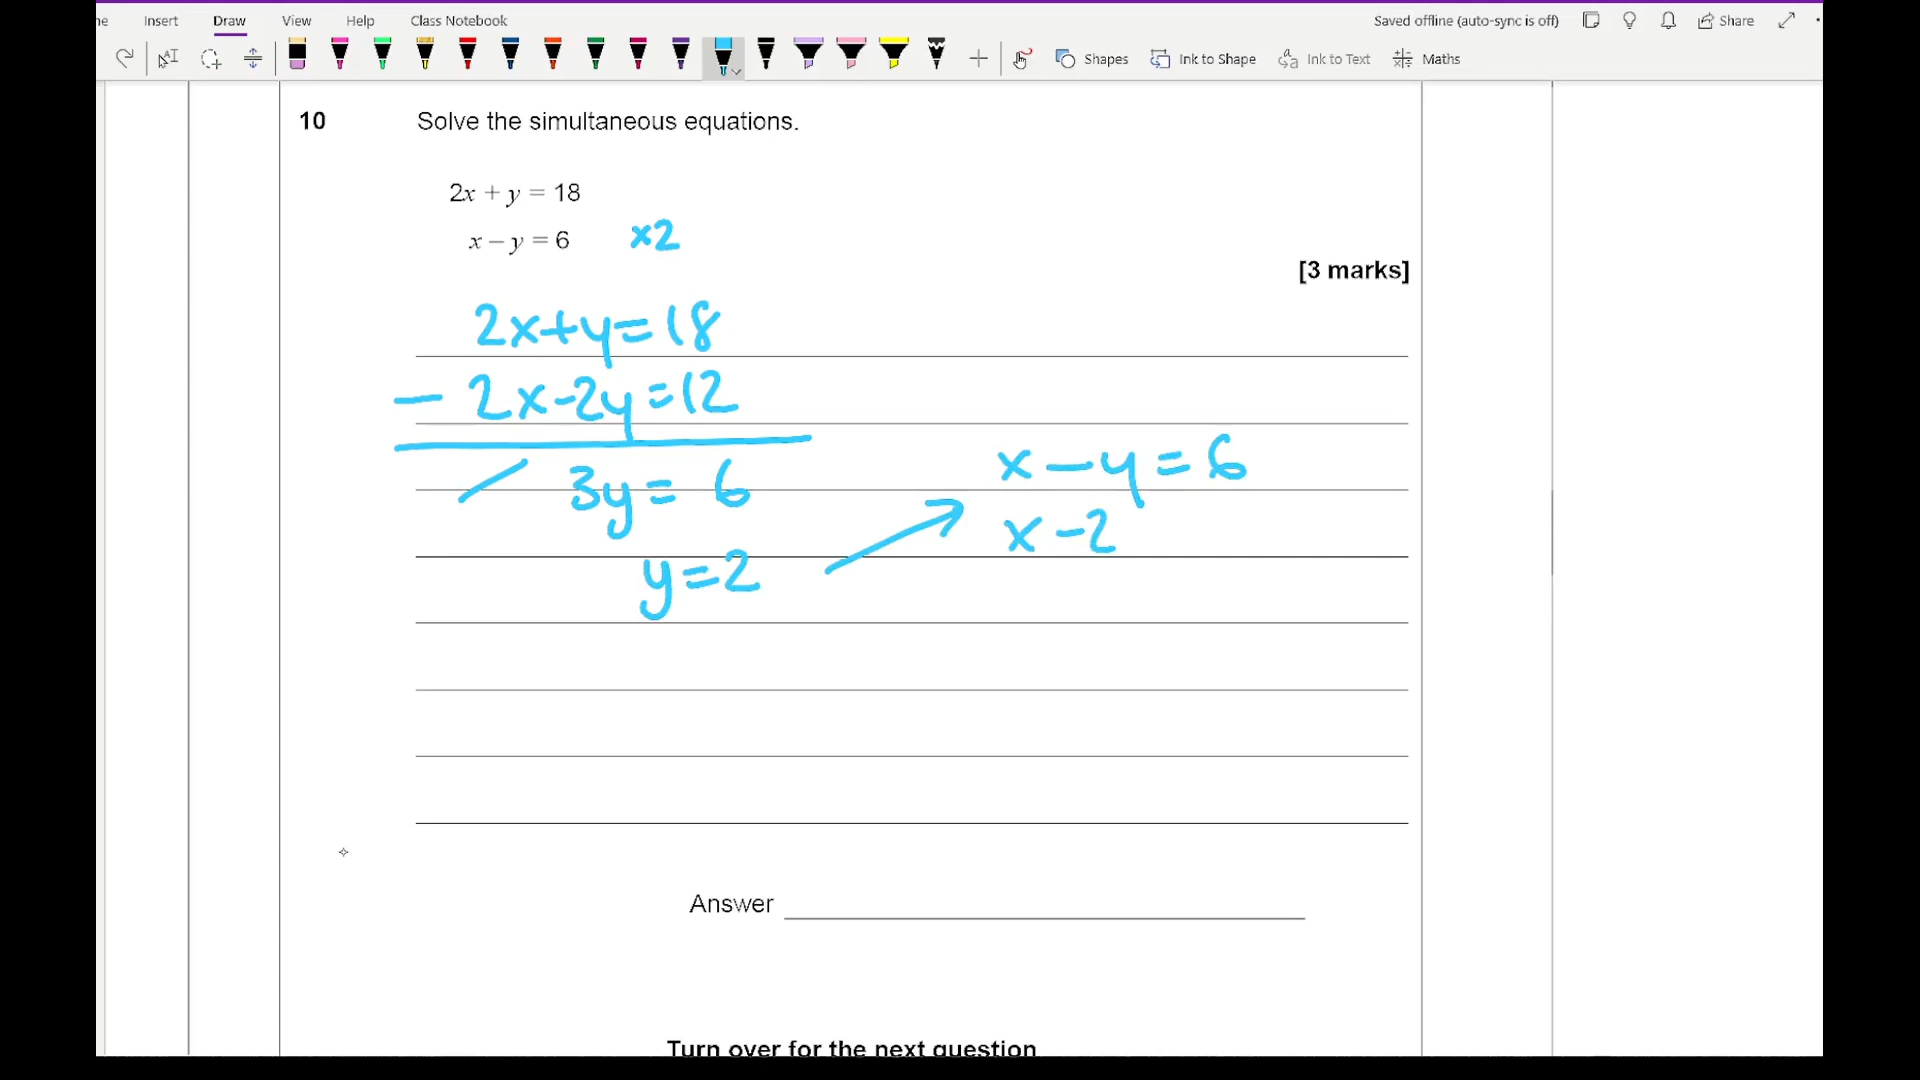 Insert Draw View Help Class Notebook Saved offline (auto-sync is off) Share
Shapes Ink to Shape Ink to Text Maths
10 Solve the simultaneous equations.
2x + y = 18
x – y = 6 ×2
[3 marks]
2x+y=18
− 2x-2y=12
3y = 6
y=2
x − y = 6
x − 2
Answer
Turn over for the next question